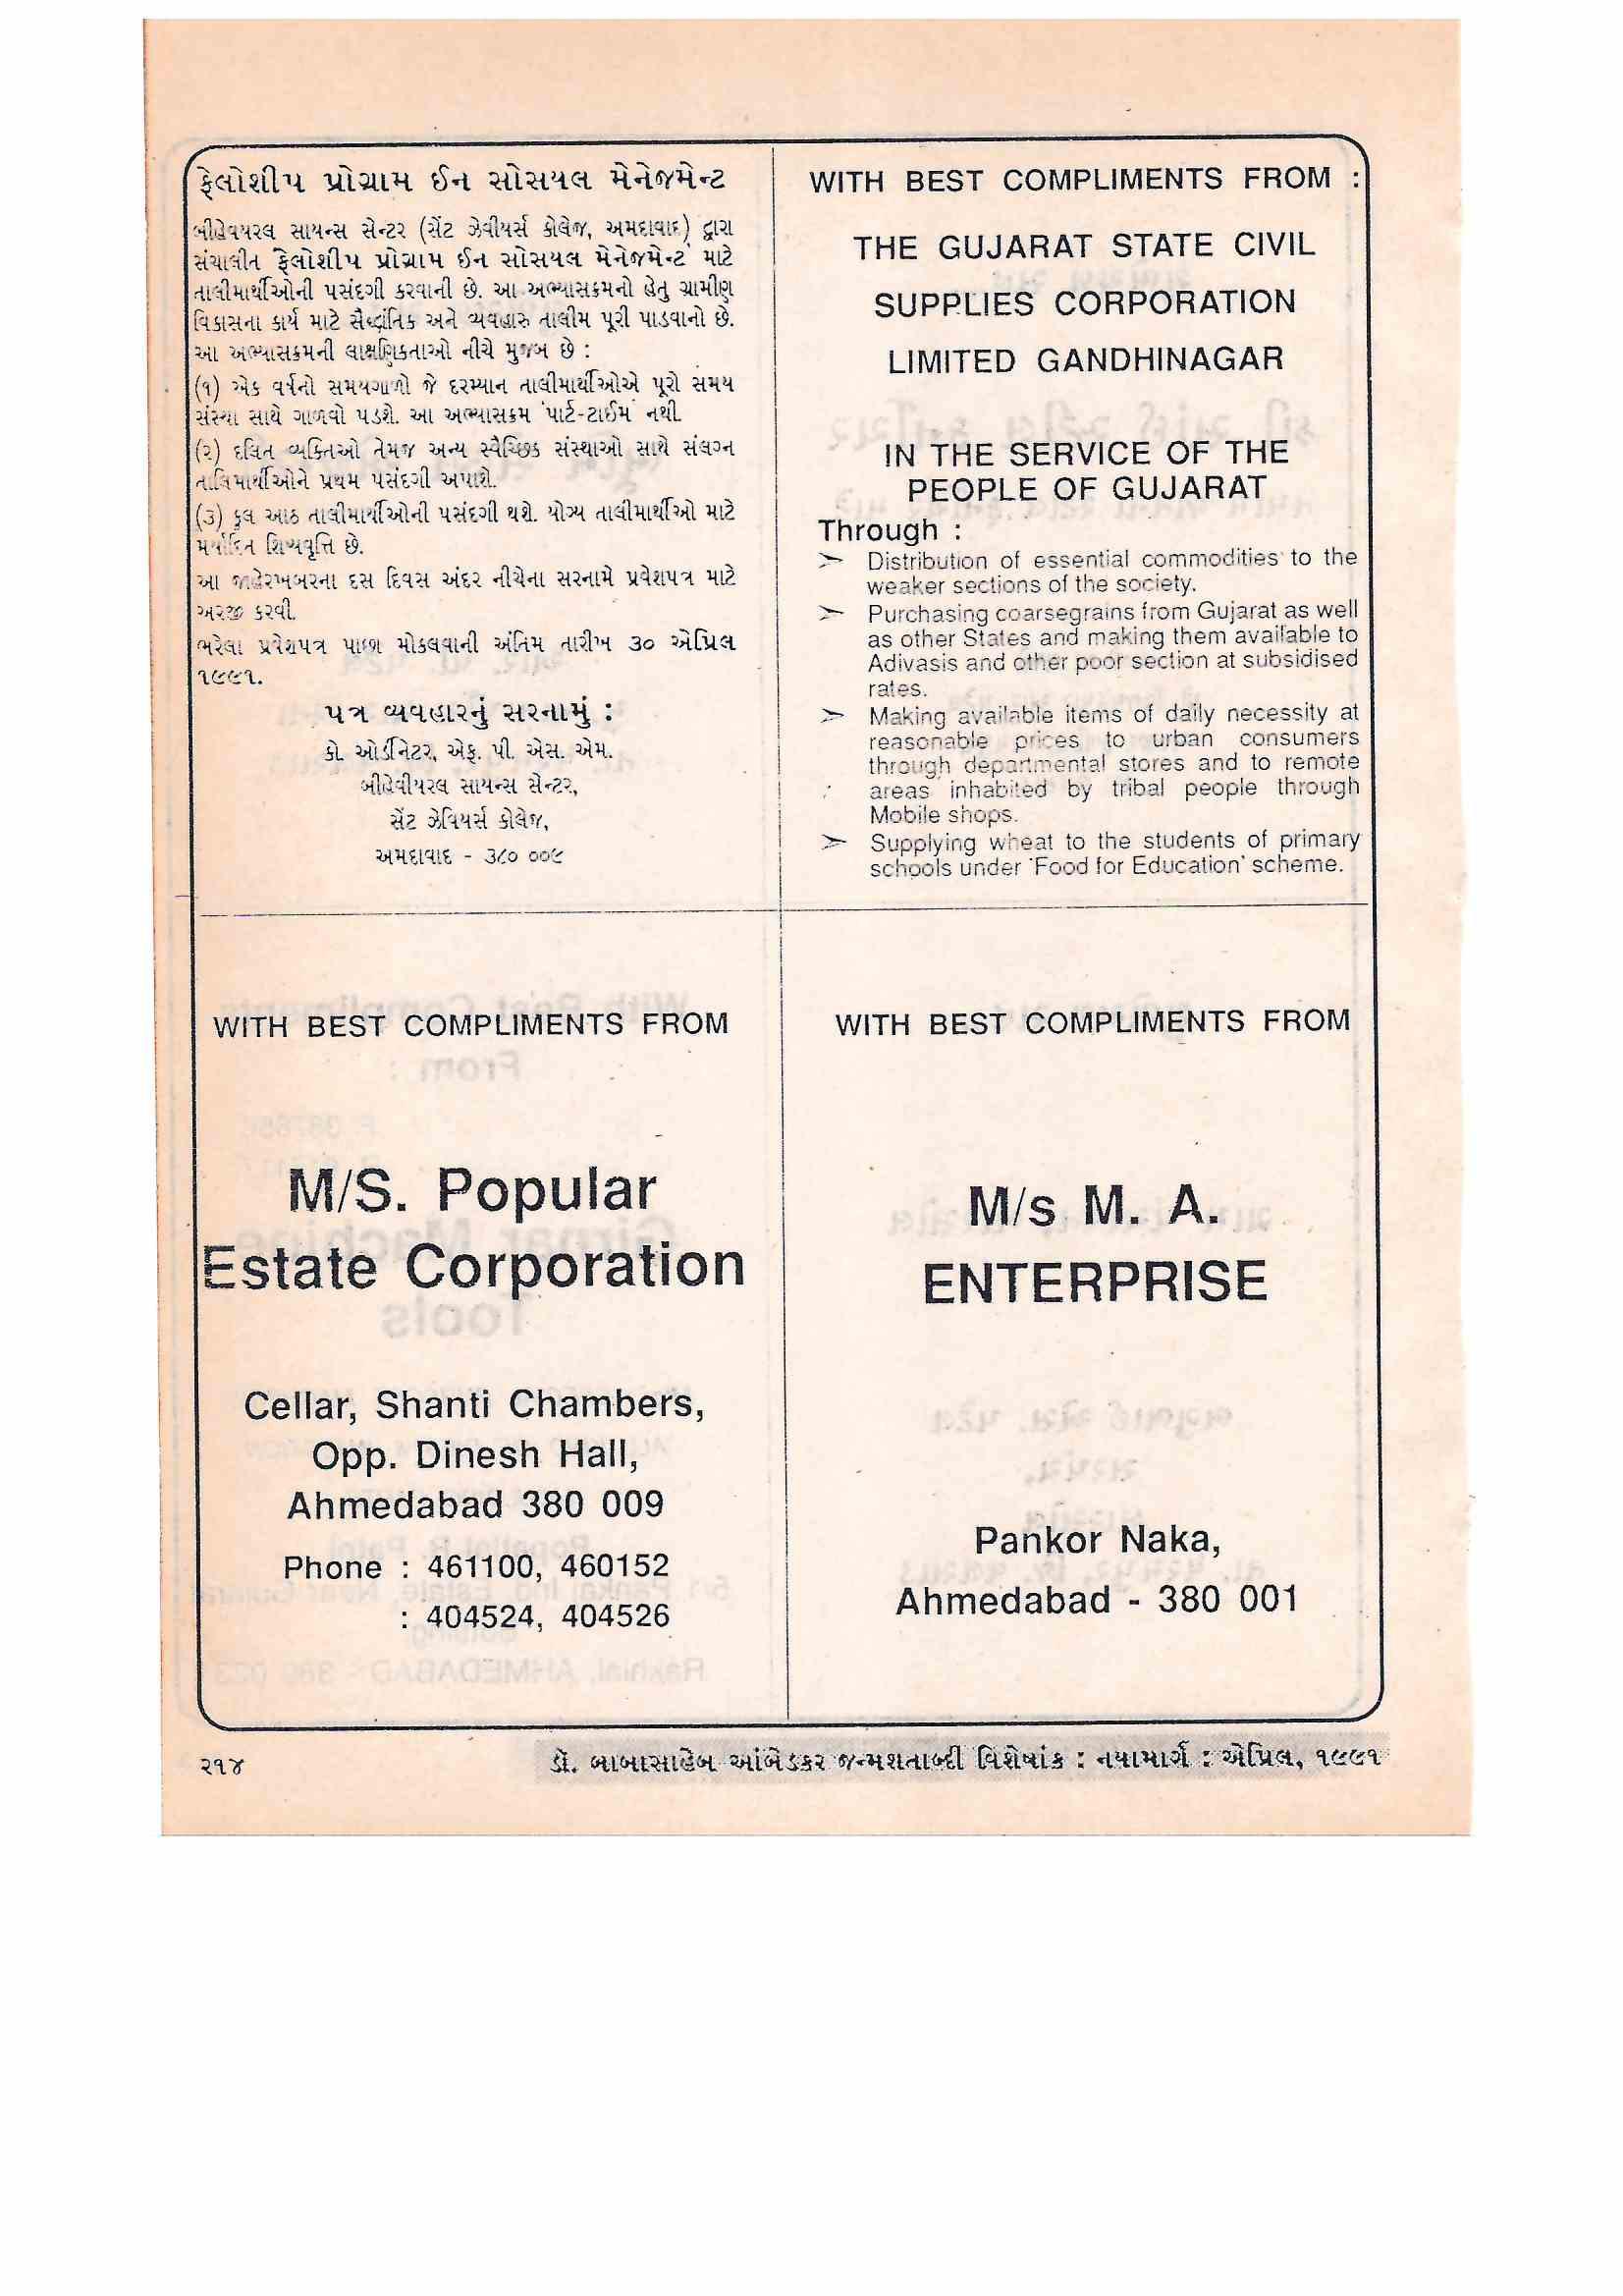 ફેલોશીપ પ્રોગ્રામ ઈન સોસયલ મેનેજમેન્ટ
બીહેવયરલ સાયન્સ સેન્ટર (સેંટ ઝેવીયર્સ કોલેજ, અમદાવાદ) દ્વારા
સંચાલીત 'ફેલોશીપ પ્રોગ્રામ ઈન સોસયલ મેનેજમેન્ટ' માટે
તાલીમાર્થીઓની પસંદગી કરવાની છે. આ અભ્યાસક્રમનો હેતુ ગ્રામીણ
વિકાસના કાર્ય માટે સૈધ્ધાંતિક અને વ્યવહારુ તાલીમ પૂરી પાડવાનો છે.
આ અભ્યાસક્રમની લાક્ષણિકતાઓ નીચે મુજબ છે :
(૧) એક વર્ષનો સમયગાળો જે દરમ્યાન તાલીમાર્થીઓએ પૂરો સમય
સંસ્થા સાથે ગાળવો પડશે. આ અભ્યાસક્રમ 'પાર્ટ-ટાઈમ' નથી.
(૨) દલિત વ્યક્તિઓ તેમજ અન્ય સ્વૈચ્છિક સંસ્થાઓ સાથે સંલગ્ન
તાલિમાર્થીઓને પ્રથમ પસંદગી અપાશે.
(૩) કુલ આઠ તાલીમાર્થીઓની પસંદગી થશે. યોગ્ય તાલીમાર્થીઓ માટે
મર્યાદિત શિષ્યવૃત્તિ છે.
આ જાહેરખબરના દસ દિવસ અંદર નીચેના સરનામે પ્રવેશપત્ર માટે
અરજી કરવી.
ભરેલા પ્રવેશપત્ર પાછા મોકલવાની અંતિમ તારીખ ૩૦ એપ્રિલ
૧૯૯૧.
પત્ર વ્યવહારનું સરનામું :
કો. ઓર્ડીનેટર, એફ. પી. એસ. એમ.
બીહેવીયરલ સાયન્સ સેન્ટર,
સેંટ ઝેવિયર્સ કોલેજ,
અમદાવાદ - ૩૮૦ ૦૦૯
WITH BEST COMPLIMENTS FROM :
THE GUJARAT STATE CIVIL
SUPPLIES CORPORATION
LIMITED GANDHINAGAR
IN THE SERVICE OF THE
PEOPLE OF GUJARAT
Through :
➢ Distribution of essential commodities to the
weaker sections of the society.
➢ Purchasing coarsegrains from Gujarat as well
as other States and making them available to
Adivasis and other poor section at subsidised
rates.
➢ Making available items of daily necessity at
reasonable prices to urban consumers
through departmental stores and to remote
areas inhabited by tribal people through
Mobile shops.
➢ Supplying wheat to the students of primary
schools under 'Food for Education' scheme.
WITH BEST COMPLIMENTS FROM
M/S. Popular
Estate Corporation
Cellar, Shanti Chambers,
Opp. Dinesh Hall,
Ahmedabad 380 009
Phone : 461100, 460152
: 404524, 404526
WITH BEST COMPLIMENTS FROM
M/s M. A.
ENTERPRISE
Pankor Naka,
Ahmedabad - 380 001
૨૧૪
ડૉ. બાબાસાહેબ આંબેડકર જન્મશતાબ્દી વિશેષાંક : નયામાર્ગ : એપ્રિલ, ૧૯૯૧